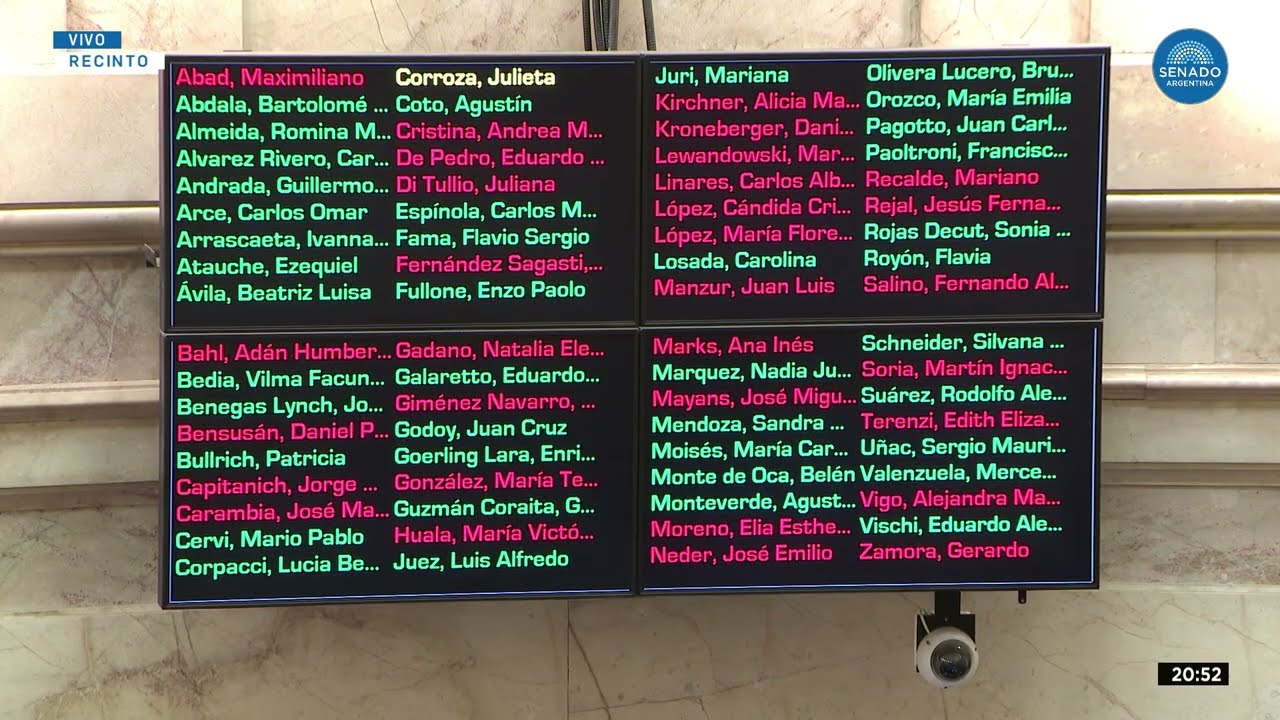 VIVO
RECINTO
SENADO
ARGENTINA
Abad, Maximiliano
Abdala, Bartolomé ...
Almeida, Romina M...
Alvarez Rivero, Car...
Andrada, Guillermo...
Arce, Carlos Omar
Arrascaeta, Ivanna...
Atauche, Ezequiel
Ávila, Beatriz Luisa
Corroza, Julieta
Coto, Agustín
Cristina, Andrea M...
De Pedro, Eduardo ...
Di Tullio, Juliana
Espínola, Carlos M...
Fama, Flavio Sergio
Fernández Sagasti,...
Fullone, Enzo Paolo
Juri, Mariana
Kirchner, Alicia Ma...
Kroneberger, Dani...
Lewandowski, Mar...
Linares, Carlos Alb...
López, Cándida Cri...
López, María Flore...
Losada, Carolina
Manzur, Juan Luis
Olivera Lucero, Bru...
Orozco, María Emilia
Pagotto, Juan Carl...
Paoltroni, Francisc...
Recalde, Mariano
Rejal, Jesús Ferna...
Rojas Decut, Sonia ...
Royón, Flavia
Salino, Fernando Al...
Bahl, Adán Humber...
Bedia, Vilma Facun...
Benegas Lynch, Jo...
Bensusán, Daniel P...
Bullrich, Patricia
Capitanich, Jorge ...
Carambia, José Ma...
Cervi, Mario Pablo
Corpacci, Lucia Be...
Gadano, Natalia Ele...
Galaretto, Eduardo...
Giménez Navarro, ...
Godoy, Juan Cruz
Goerling Lara, Enri...
González, María Te...
Guzmán Coraita, G...
Huala, María Victó...
Juez, Luis Alfredo
Marks, Ana Inés
Marquez, Nadia Ju...
Mayans, José Migu...
Mendoza, Sandra ...
Moisés, María Car...
Monte de Oca, Belén
Monteverde, Agust...
Moreno, Elia Esthe...
Neder, José Emilio
Schneider, Silvana ...
Soria, Martín Ignac...
Suárez, Rodolfo Ale...
Terenzi, Edith Eliza...
Uñac, Sergio Mauri...
Valenzuela, Merce...
Vigo, Alejandra Ma...
Vischi, Eduardo Ale...
Zamora, Gerardo
20:52